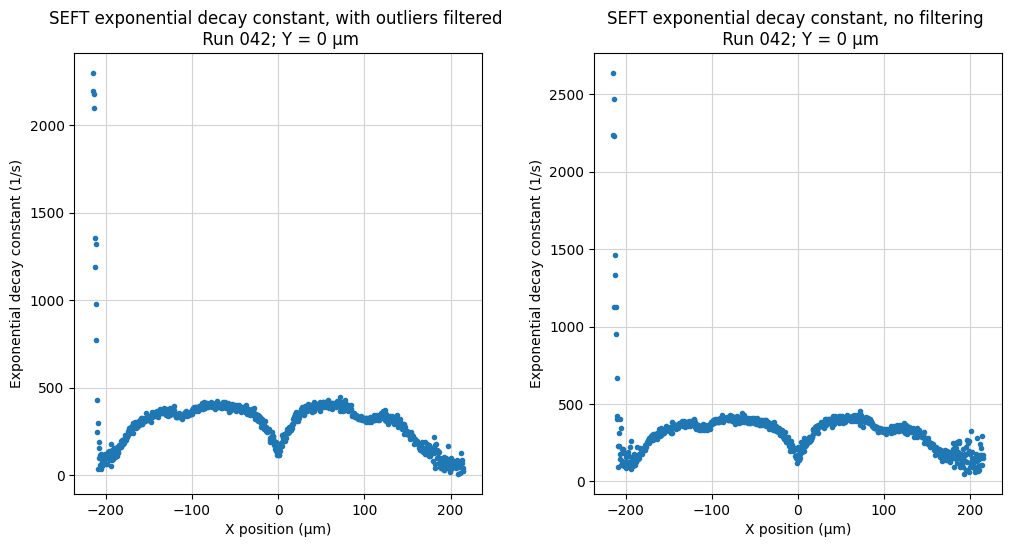 SEFT exponential decay constant, with outliers filtered
Run 042; Y = 0 µm
Exponential decay constant (1/s)
2000
1500
1000
500
0
−200
−100
0
100
200
X position (µm)
SEFT exponential decay constant, no filtering
Run 042; Y = 0 µm
Exponential decay constant (1/s)
2500
2000
1500
1000
500
0
−200
−100
0
100
200
X position (µm)